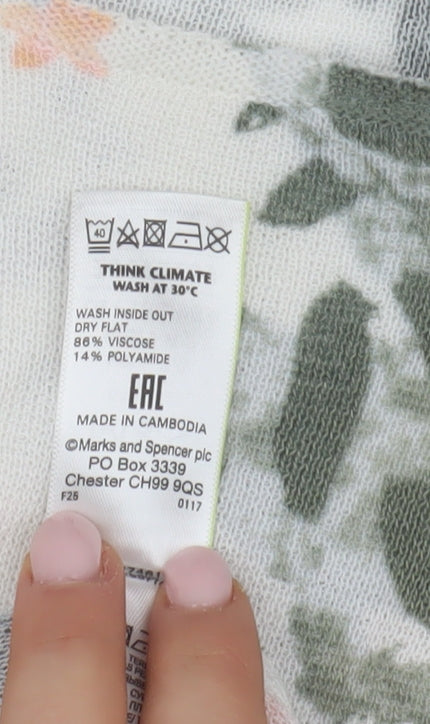 40
THINK CLIMATE
WASH AT 30°C
WASH INSIDE OUT
DRY FLAT
86% VISCOSE
14% POLYAMIDE
EAC
MADE IN CAMBODIA
©Marks and Spencer plc
PO Box 3339
Chester CH99 9QS
F25 0117